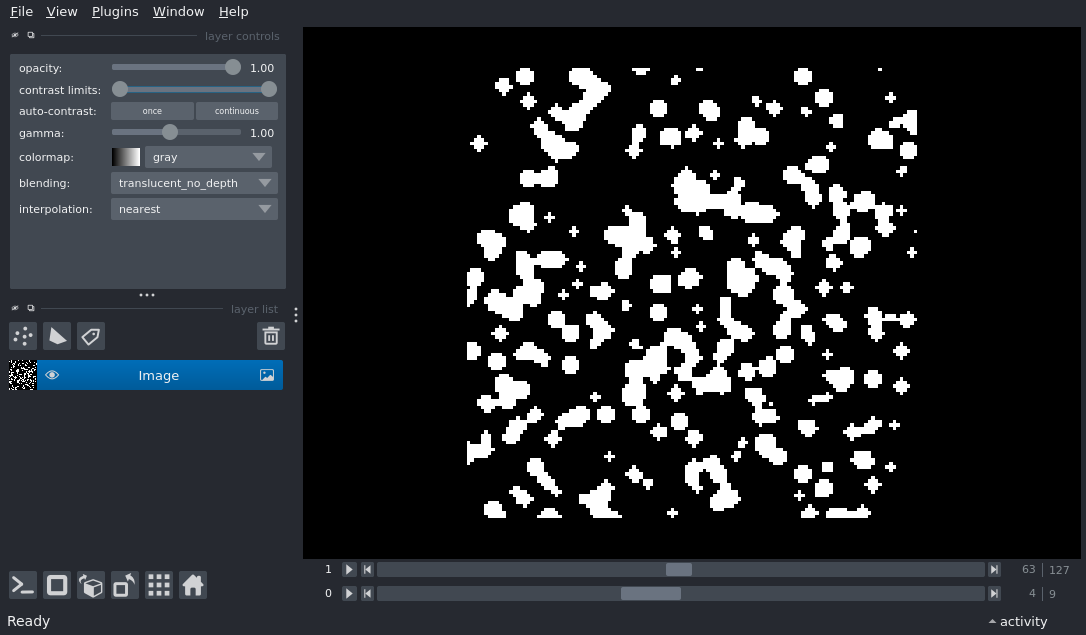 File View Plugins Window Help
layer controls
opacity: 1.00
contrast limits:
auto-contrast: once continuous
gamma: 1.00
colormap: gray
blending: translucent_no_depth
interpolation: nearest
layer list
Image
1 63 127
0 4 9
Ready activity